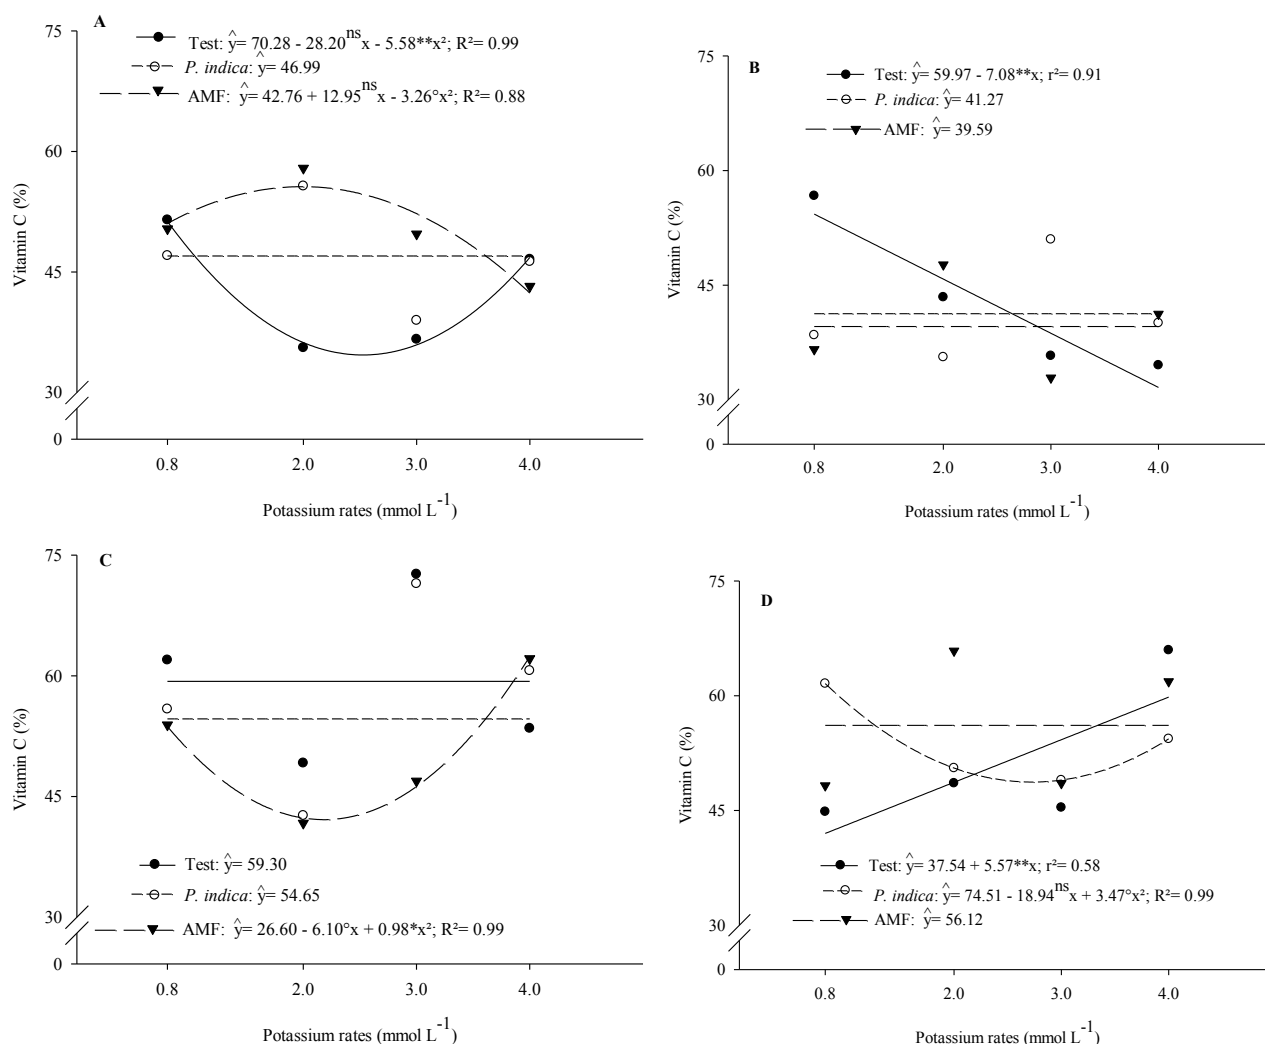 A
Test: ŷ= 70.28 - 28.20ⁿˢx - 5.58**x²; R²= 0.99
P. indica: ŷ= 46.99
AMF: ŷ= 42.76 + 12.95ⁿˢx - 3.26°x²; R²= 0.88
75
60
45
30
0
Vitamin C (%)
0.8 2.0 3.0 4.0
Potassium rates (mmol L⁻¹)
B
Test: ŷ= 59.97 - 7.08**x; r²= 0.91
P. indica: ŷ= 41.27
AMF: ŷ= 39.59
75
60
45
30
0
Vitamin C (%)
0.8 2.0 3.0 4.0
Potassium rates (mmol L⁻¹)
C
75
60
45
30
0
Vitamin C (%)
Test: ŷ= 59.30
P. indica: ŷ= 54.65
AMF: ŷ= 26.60 - 6.10°x + 0.98*x²; R²= 0.99
0.8 2.0 3.0 4.0
Potassium rates (mmol L⁻¹)
D
75
60
45
30
0
Vitamin C (%)
Test: ŷ= 37.54 + 5.57**x; r²= 0.58
P. indica: ŷ= 74.51 - 18.94ⁿˢx + 3.47°x²; R²= 0.99
AMF: ŷ= 56.12
0.8 2.0 3.0 4.0
Potassium rates (mmol L⁻¹)